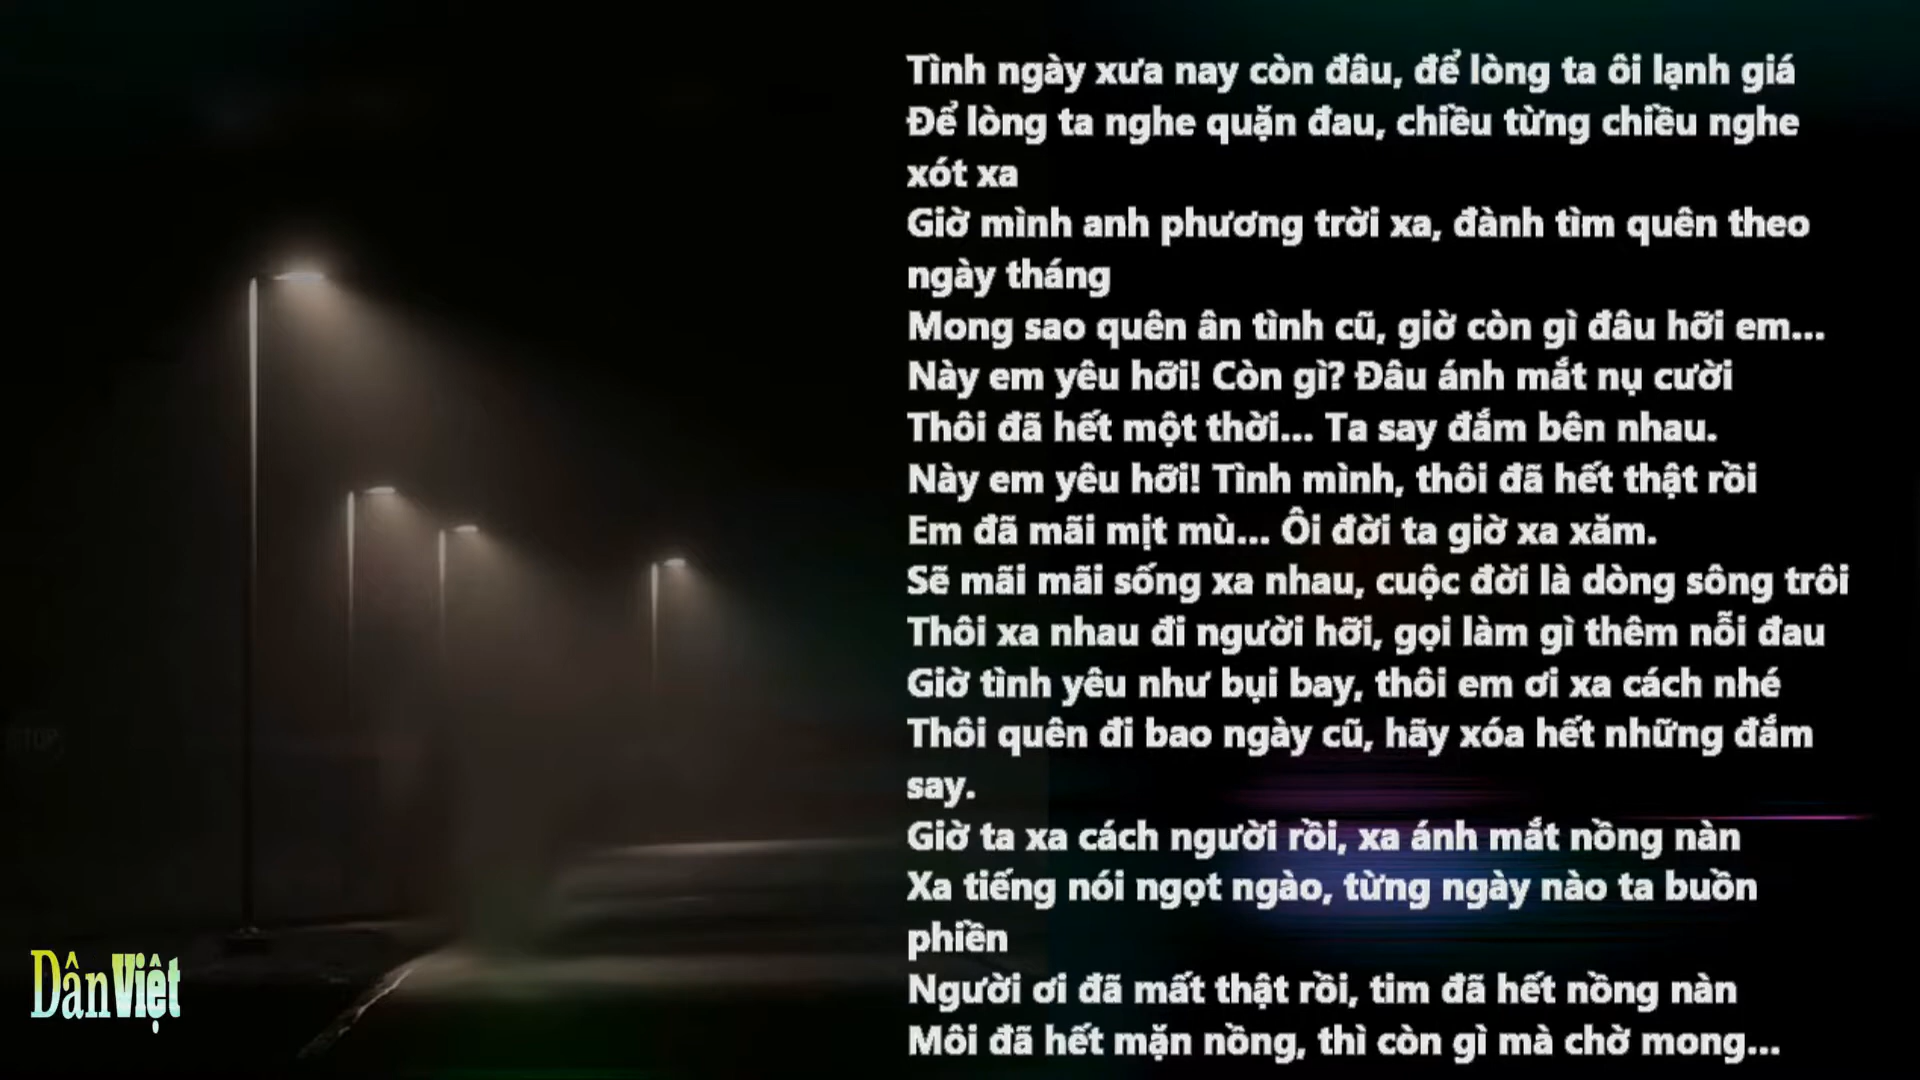 Tình ngày xưa nay còn đâu, để lòng ta ôi lạnh giá
Để lòng ta nghe quặn đau, chiều từng chiều nghe
xót xa
Giờ mình anh phương trời xa, đành tìm quên theo
ngày tháng
Mong sao quên ân tình cũ, giờ còn gì đâu hỡi em...
Này em yêu hỡi! Còn gì? Đâu ánh mắt nụ cười
Thôi đã hết một thời... Ta say đắm bên nhau.
Này em yêu hỡi! Tình mình, thôi đã hết thật rồi
Em đã mãi mịt mù... Ôi đời ta giờ xa xăm.
Sẽ mãi mãi sống xa nhau, cuộc đời là dòng sông trôi
Thôi xa nhau đi người hỡi, gọi làm gì thêm nỗi đau
Giờ tình yêu như bụi bay, thôi em ơi xa cách nhé
Thôi quên đi bao ngày cũ, hãy xóa hết những đắm
say.
Giờ ta xa cách người rồi, xa ánh mắt nồng nàn
Xa tiếng nói ngọt ngào, từng ngày nào ta buồn
phiền
Người ơi đã mất thật rồi, tim đã hết nồng nàn
Môi đã hết mặn nồng, thì còn gì mà chờ mong...
STOP
DânViệt